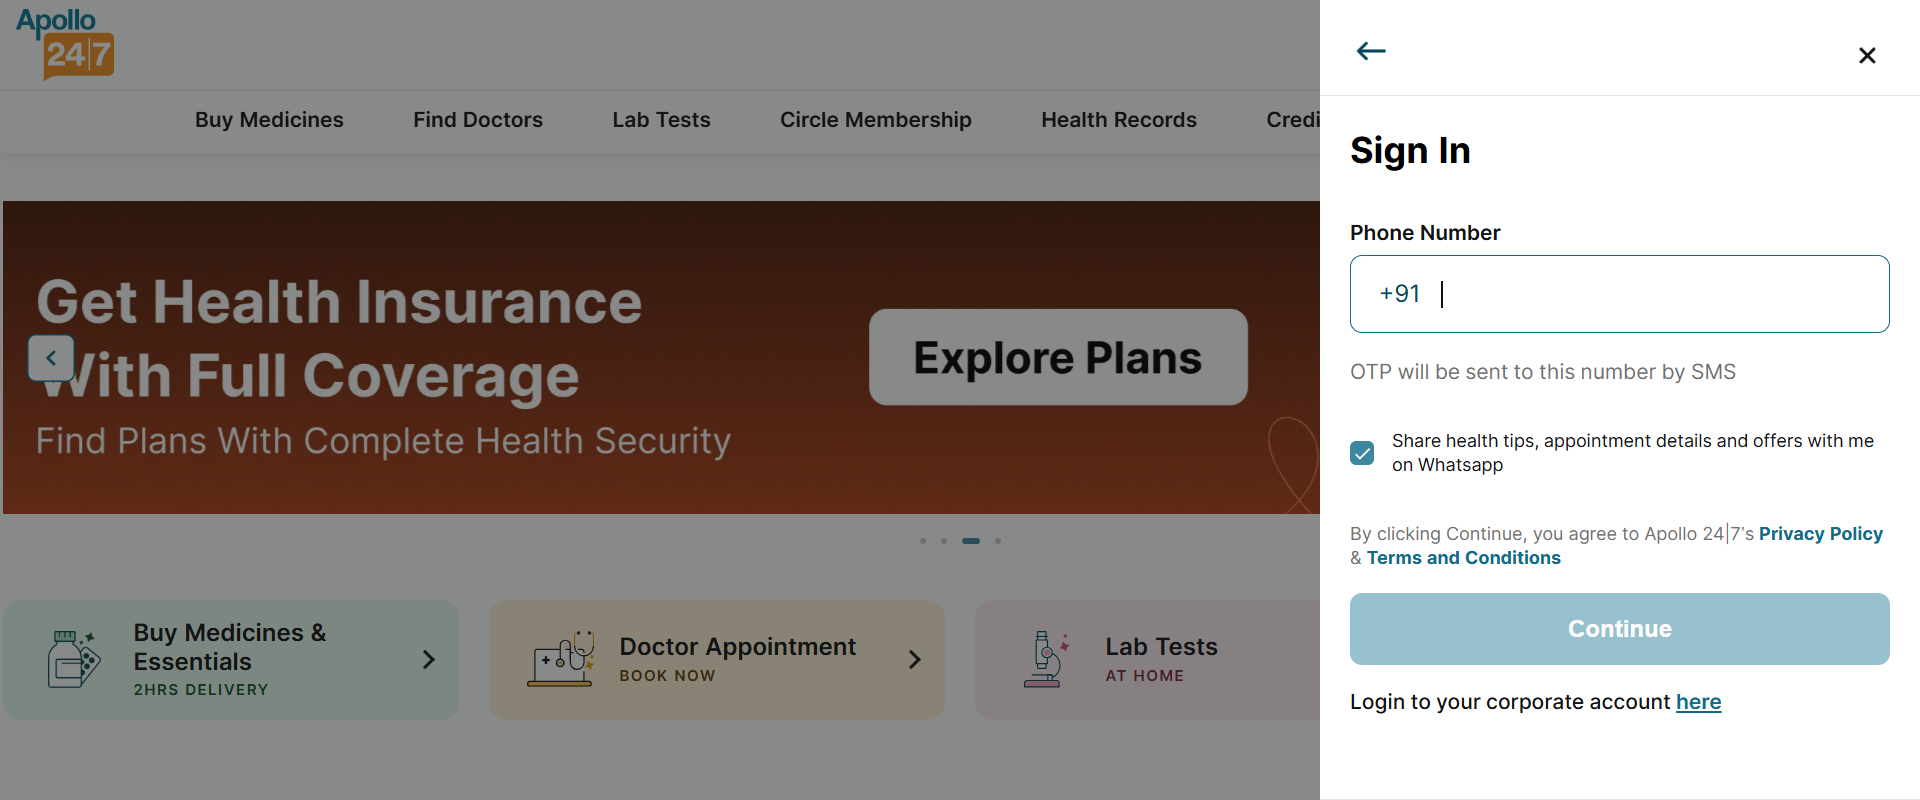 Apollo
24|7
Buy Medicines
Find Doctors
Lab Tests
Circle Membership
Health Records
Credi
Get Health Insurance
With Full Coverage
Find Plans With Complete Health Security
Explore Plans
Buy Medicines &
Essentials
2HRS DELIVERY
Doctor Appointment
BOOK NOW
Lab Tests
AT HOME
Sign In
Phone Number
+91
OTP will be sent to this number by SMS
Share health tips, appointment details and offers with me
on Whatsapp
By clicking Continue, you agree to Apollo 24|7's Privacy Policy
& Terms and Conditions
Continue
Login to your corporate account here